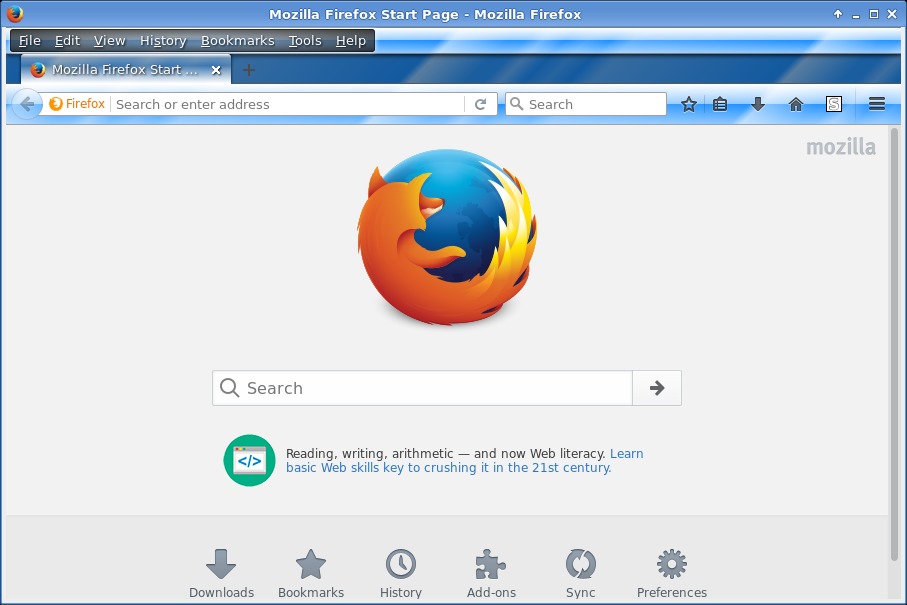 Mozilla Firefox Start Page - Mozilla Firefox
File Edit View History Bookmarks Tools Help
Mozilla Firefox Start ...
Firefox Search or enter address Search
S
mozilla
Search
</>
Reading, writing, arithmetic — and now Web literacy. Learn
basic Web skills key to crushing it in the 21st century.
Downloads Bookmarks History Add-ons Sync Preferences